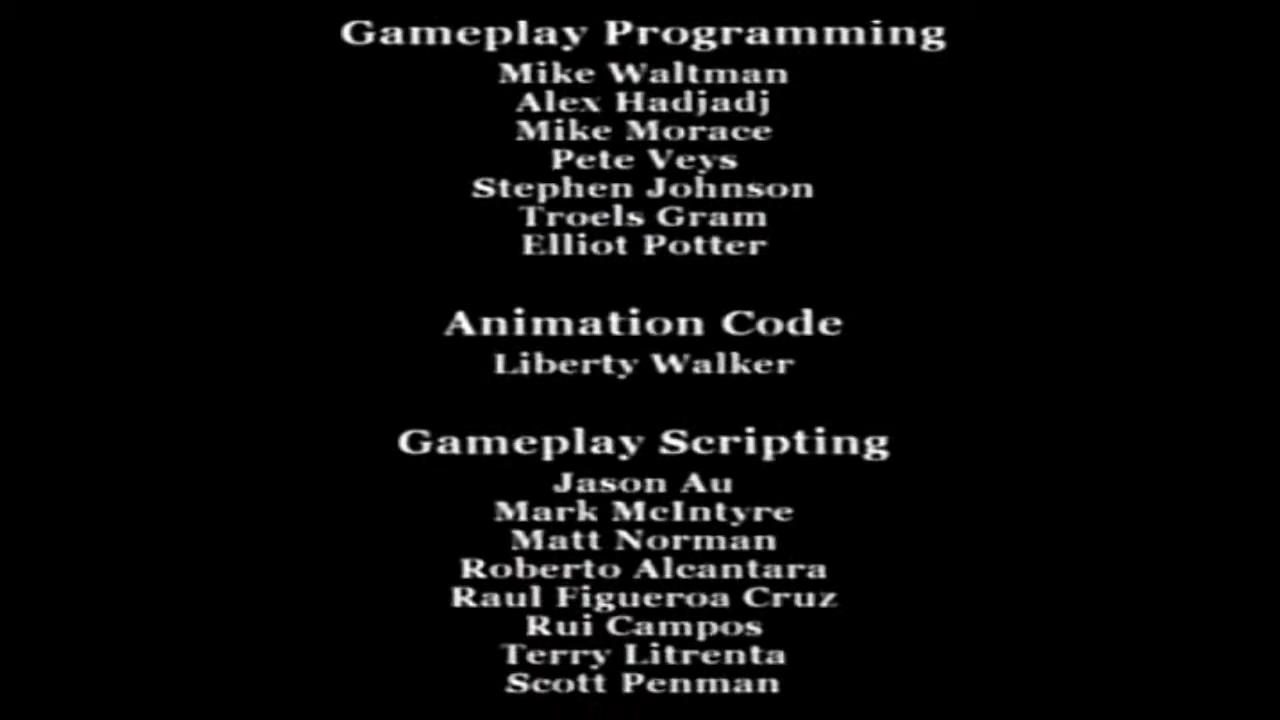 Gameplay Programming
Mike Waltman
Alex Hadjadj
Mike Morace
Pete Veys
Stephen Johnson
Troels Gram
Elliot Potter
Animation Code
Liberty Walker
Gameplay Scripting
Jason Au
Mark McIntyre
Matt Norman
Roberto Alcantara
Raul Figueroa Cruz
Rui Campos
Terry Litrenta
Scott Penman